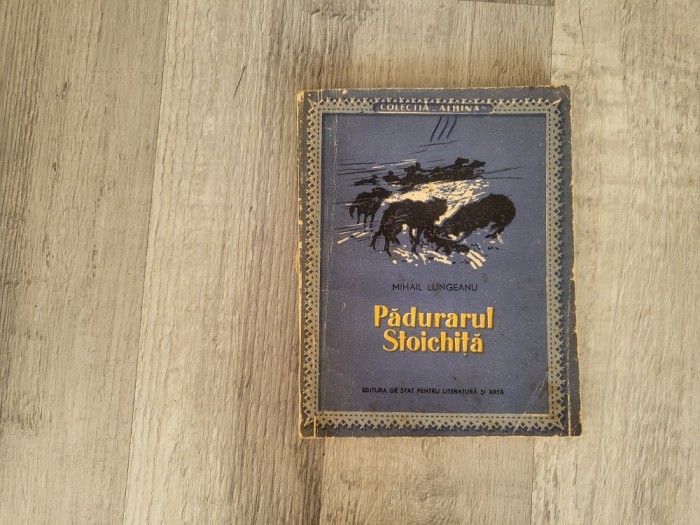 COLECȚIA „ALBINA“
MIHAIL LUNGEANU
Pădurarul
Stoichiță
EDITURA DE STAT PENTRU LITERATURĂ ȘI ARTĂ